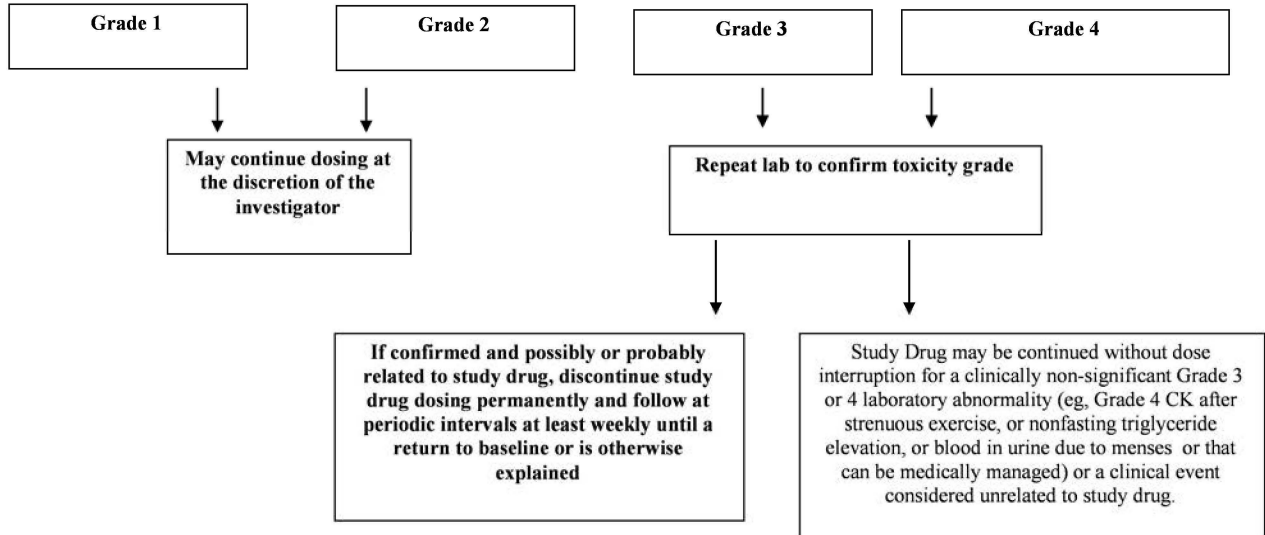 Grade 1
Grade 2
Grade 3
Grade 4
May continue dosing at
the discretion of the
investigator
Repeat lab to confirm toxicity grade
If confirmed and possibly or probably
related to study drug, discontinue study
drug dosing permanently and follow at
periodic intervals at least weekly until a
return to baseline or is otherwise
explained
Study Drug may be continued without dose
interruption for a clinically non-significant Grade 3
or 4 laboratory abnormality (eg, Grade 4 CK after
strenuous exercise, or nonfasting triglyceride
elevation, or blood in urine due to menses or that
can be medically managed) or a clinical event
considered unrelated to study drug.